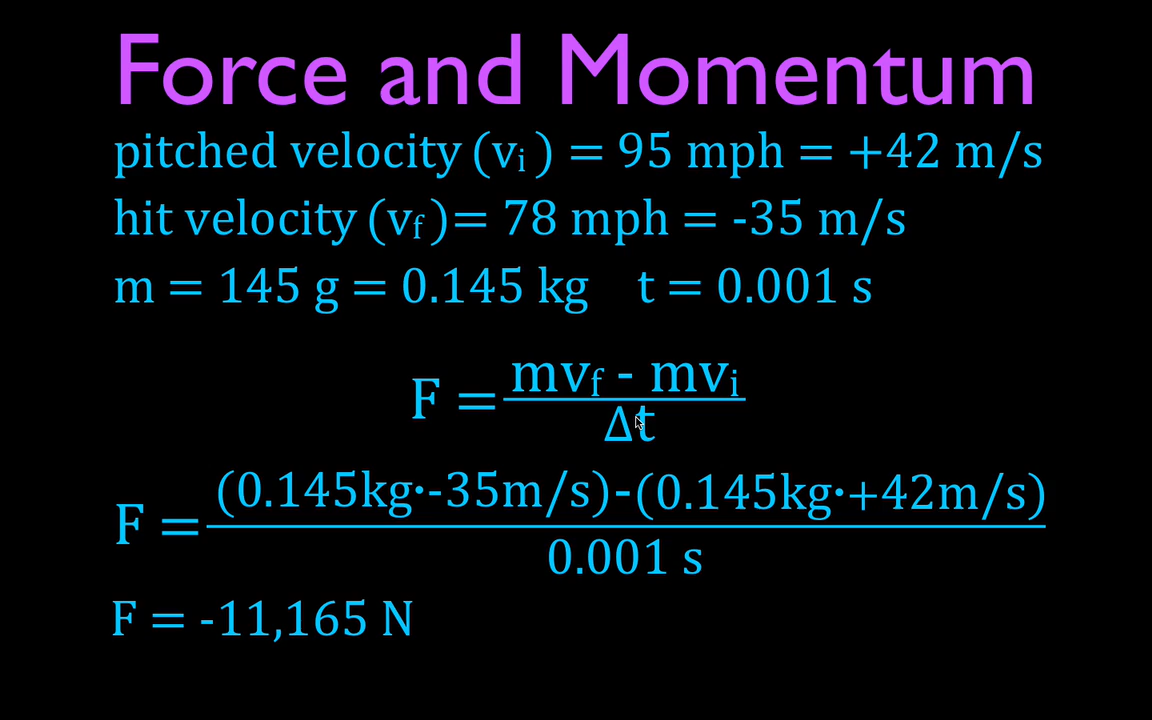 Force and Momentum
pitched velocity (vᵢ) = 95 mph = +42 m/s
hit velocity (v_f)= 78 mph = -35 m/s
m = 145 g = 0.145 kg t = 0.001 s
F = mv_f - mvᵢ
Δt
F = (0.145kg·-35m/s)-(0.145kg·+42m/s)
0.001 s
F = -11,165 N